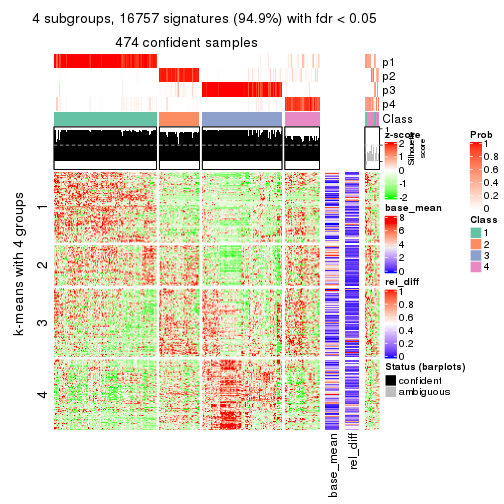 4 subgroups, 16757 signatures (94.9%) with fdr < 0.05
474 confident samples
p1
p2
p3
p4
Class
1
Silhouette
score
k-means with 4 groups
1
2
3
4
base_mean
rel_diff
z-score
2
1
0
-1
-2
base_mean
8
6
4
2
0
rel_diff
1
0.8
0.6
0.4
0.2
0
Status (barplots)
confident
ambiguous
Prob
1
0.8
0.6
0.4
0.2
0
Class
1
2
3
4